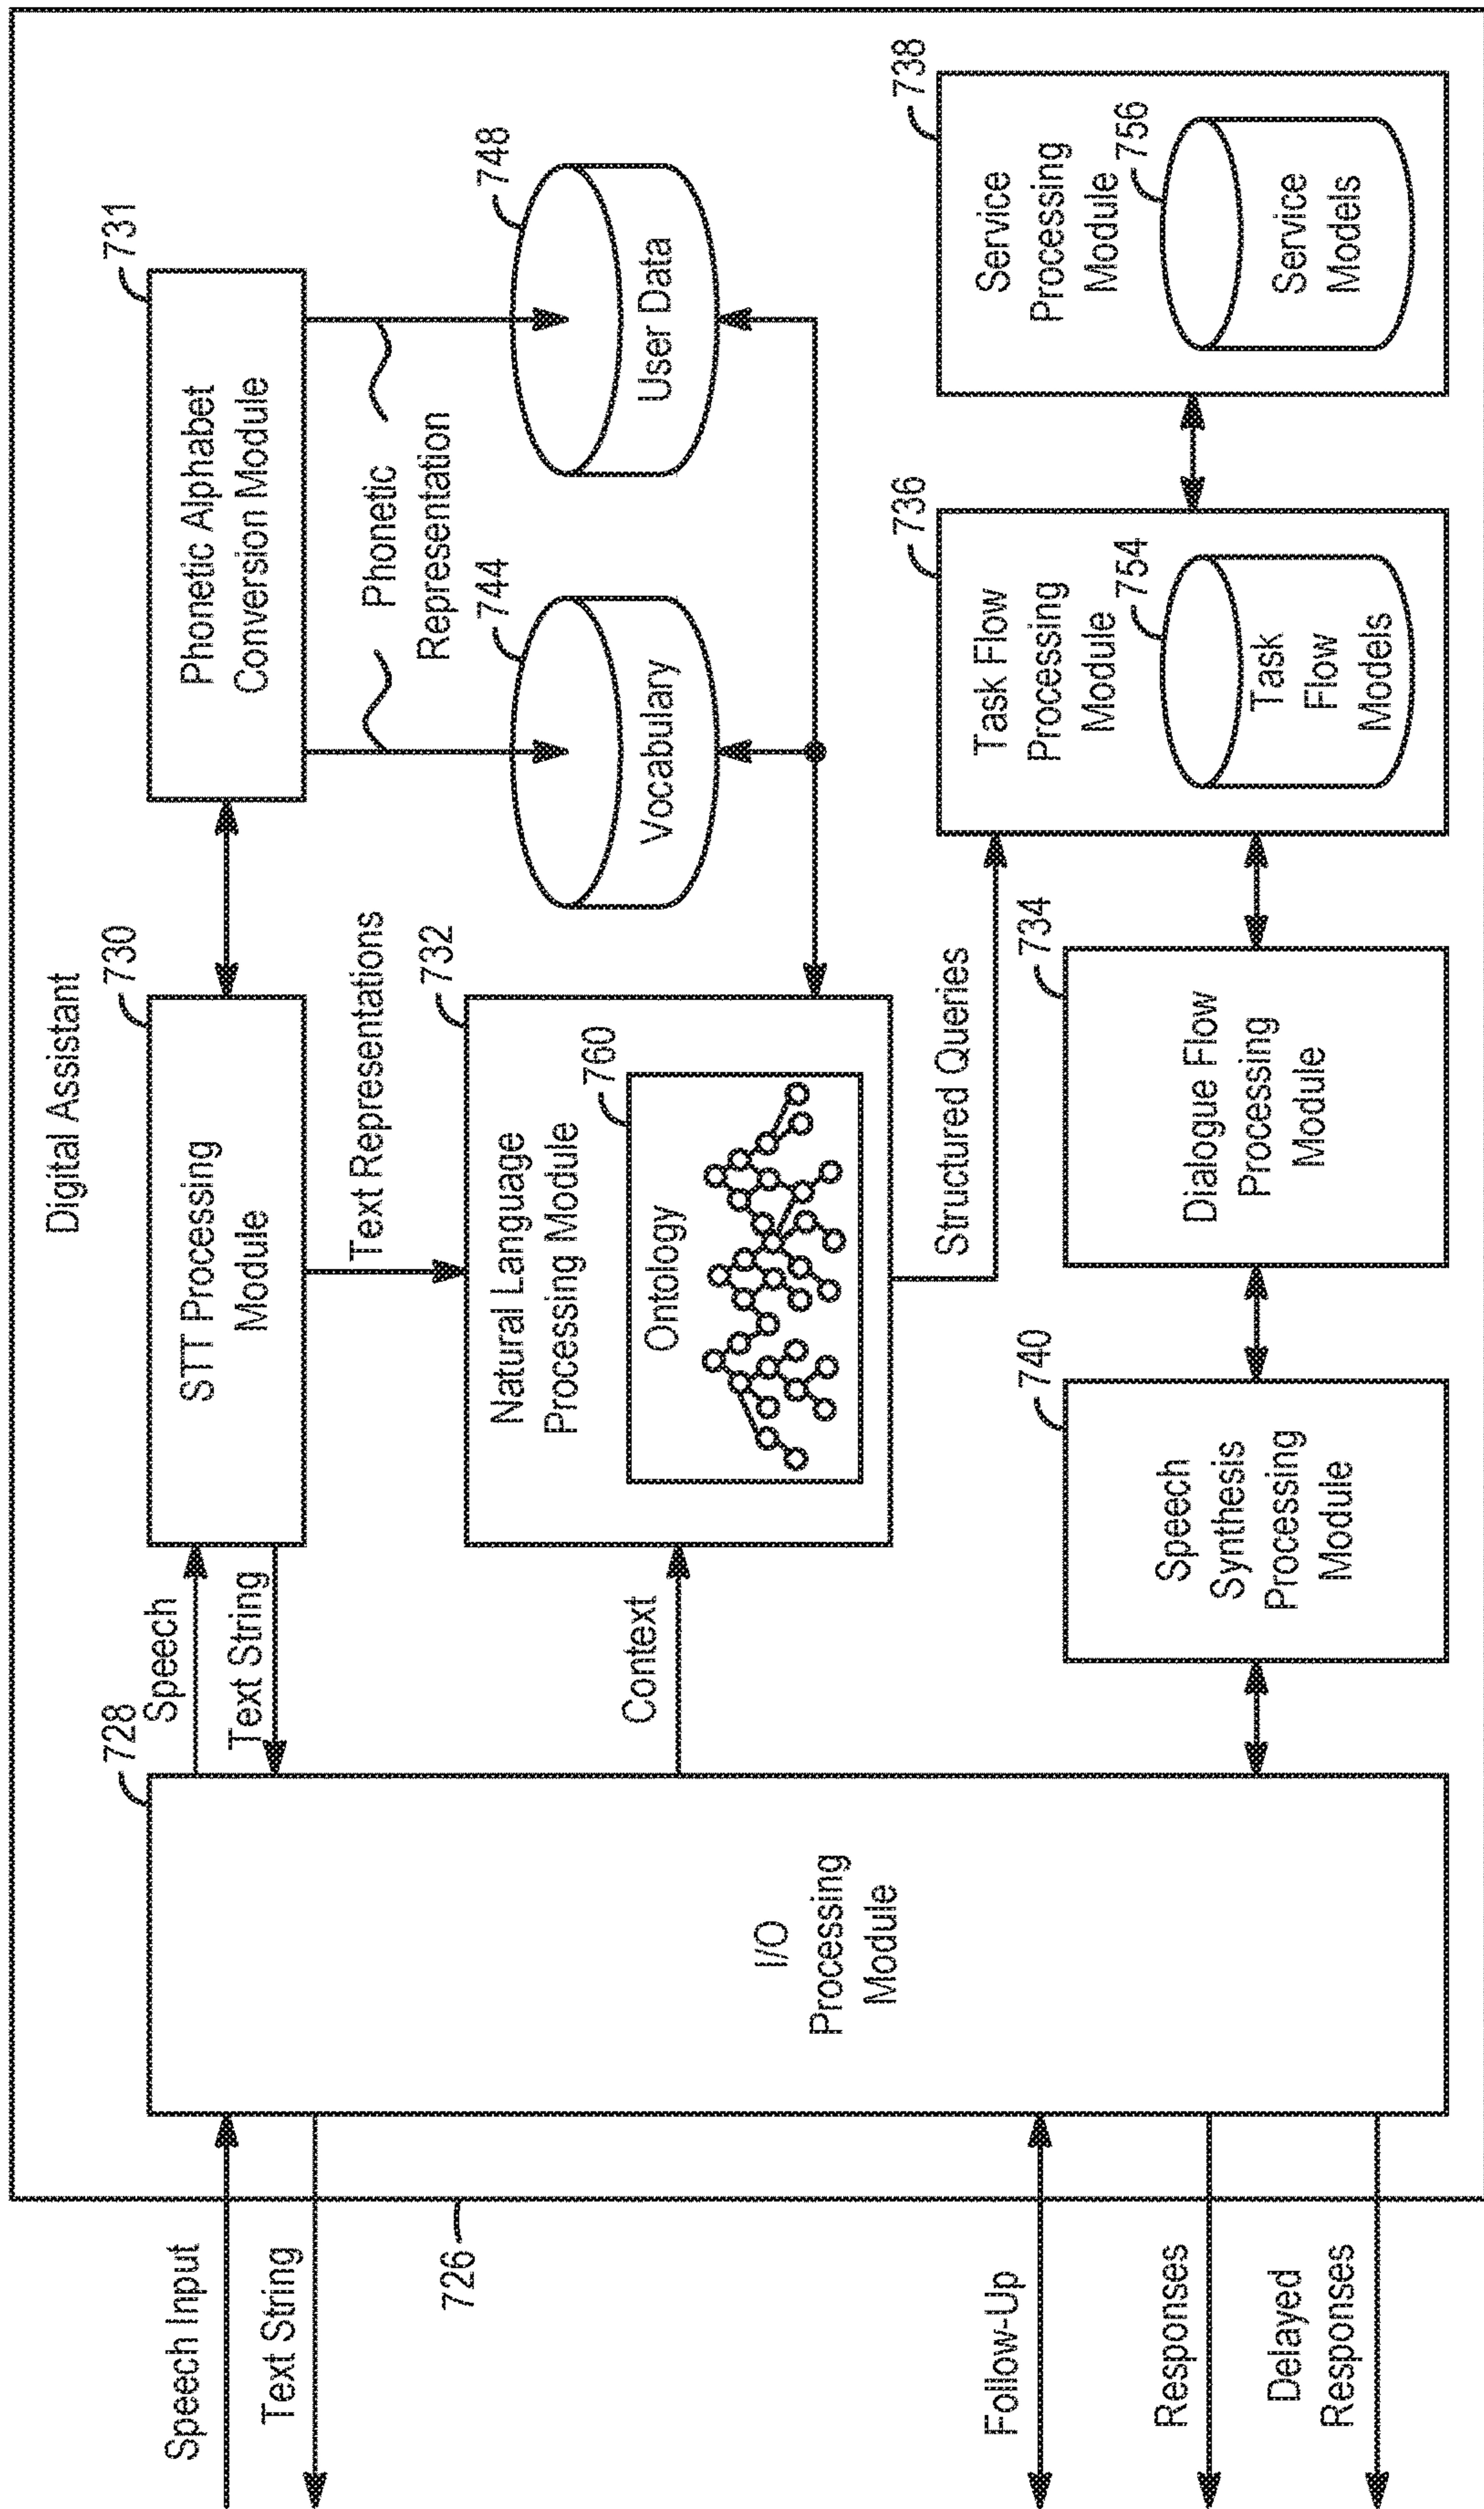 Digital Assistant
Speech Input
Text String
726
728
I/O
Processing
Module
Speech
Text String
Context
730
STT Processing
Module
731
Phonetic Alphabet
Conversion Module
Text Representations
Phonetic
Representation
732
Natural Language
Processing Module
760
Ontology
744
Vocabulary
748
User Data
Structured Queries
Follow-Up
Responses
Delayed
Responses
740
Speech
Synthesis
Processing
Module
734
Dialogue Flow
Processing
Module
736
Task Flow
Processing
Module
754
Task
Flow
Models
738
Service
Processing
Module
756
Service
Models